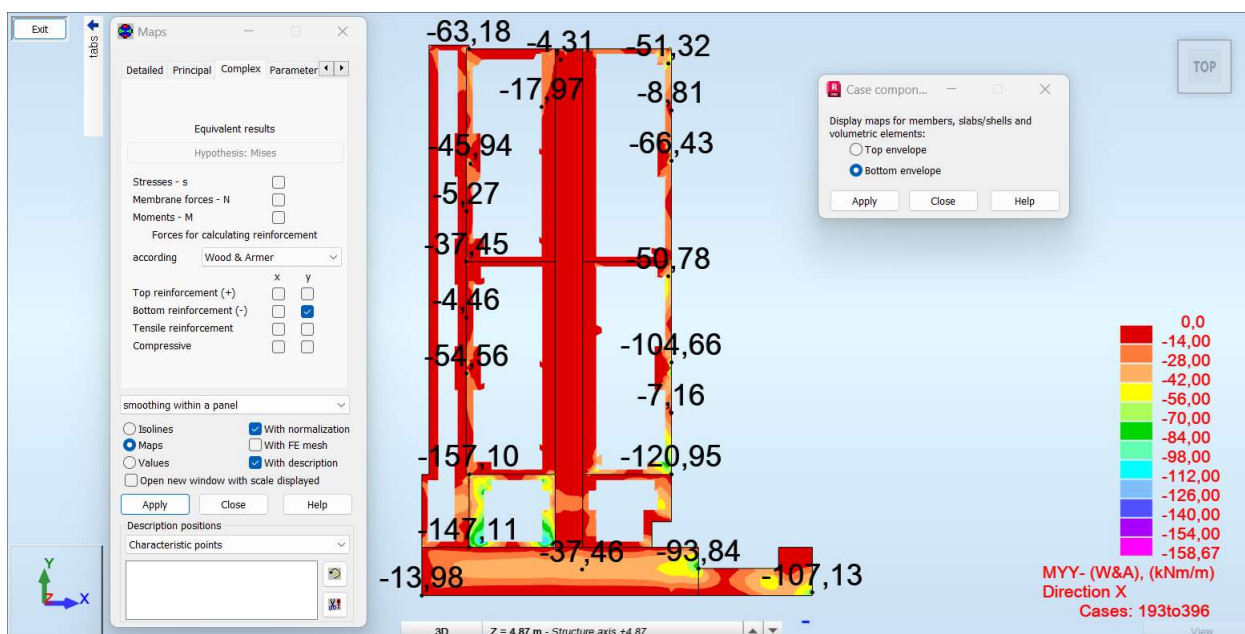 Exit
tabs
Maps
Detailed Principal Complex Parameter
Equivalent results
Hypothesis: Mises
Stresses - s
Membrane forces - N
Moments - M
Forces for calculating reinforcement
according Wood & Armer
x y
Top reinforcement (+)
Bottom reinforcement (-)
Tensile reinforcement
Compressive
smoothing within a panel
Isolines With normalization
Maps With FE mesh
Values With description
Open new window with scale displayed
Apply Close Help
Description positions
Characteristic points
Y
Z X
-63,18 -4,31 -51,32
-17,97 -8,81
-45,94 -66,43
-5,27
-37,45 -50,78
-4,46
-54,56 -104,66
-7,16
-157,10 -120,95
-147,11
-37,46 -93,84
-13,98 -107,13
3D Z = 4,87 m - Structure axis +4.87
TOP
Case compon...
Display maps for members, slabs/shells and
volumetric elements:
Top envelope
Bottom envelope
Apply Close Help
0,0
-14,00
-28,00
-42,00
-56,00
-70,00
-84,00
-98,00
-112,00
-126,00
-140,00
-154,00
-158,67
MYY- (W&A), (kNm/m)
Direction X
Cases: 193to396
View